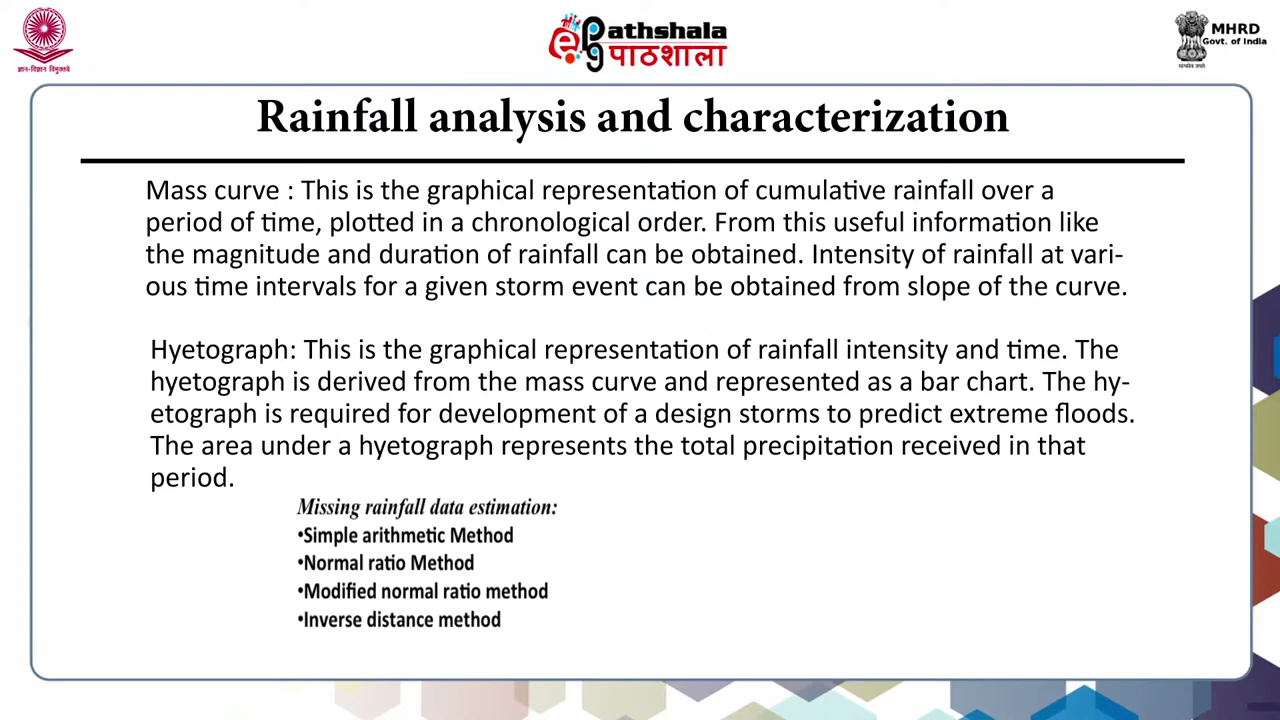 ज्ञान-विज्ञान विमुक्तये
ePathshala
पाठशाला
MHRD
Govt. of India
सत्यमेव जयते
Rainfall analysis and characterization
Mass curve : This is the graphical representation of cumulative rainfall over a
period of time, plotted in a chronological order. From this useful information like
the magnitude and duration of rainfall can be obtained. Intensity of rainfall at vari-
ous time intervals for a given storm event can be obtained from slope of the curve.
Hyetograph: This is the graphical representation of rainfall intensity and time. The
hyetograph is derived from the mass curve and represented as a bar chart. The hy-
etograph is required for development of a design storms to predict extreme floods.
The area under a hyetograph represents the total precipitation received in that
period.
Missing rainfall data estimation:
•Simple arithmetic Method
•Normal ratio Method
•Modified normal ratio method
•Inverse distance method